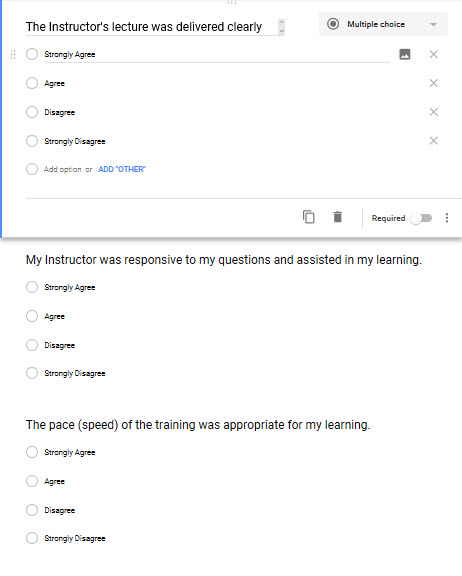 The Instructor's lecture was delivered clearly
Multiple choice
Strongly Agree
Agree
Disagree
Strongly Disagree
Add option or ADD "OTHER"
Required
My Instructor was responsive to my questions and assisted in my learning.
Strongly Agree
Agree
Disagree
Strongly Disagree
The pace (speed) of the training was appropriate for my learning.
Strongly Agree
Agree
Disagree
Strongly Disagree